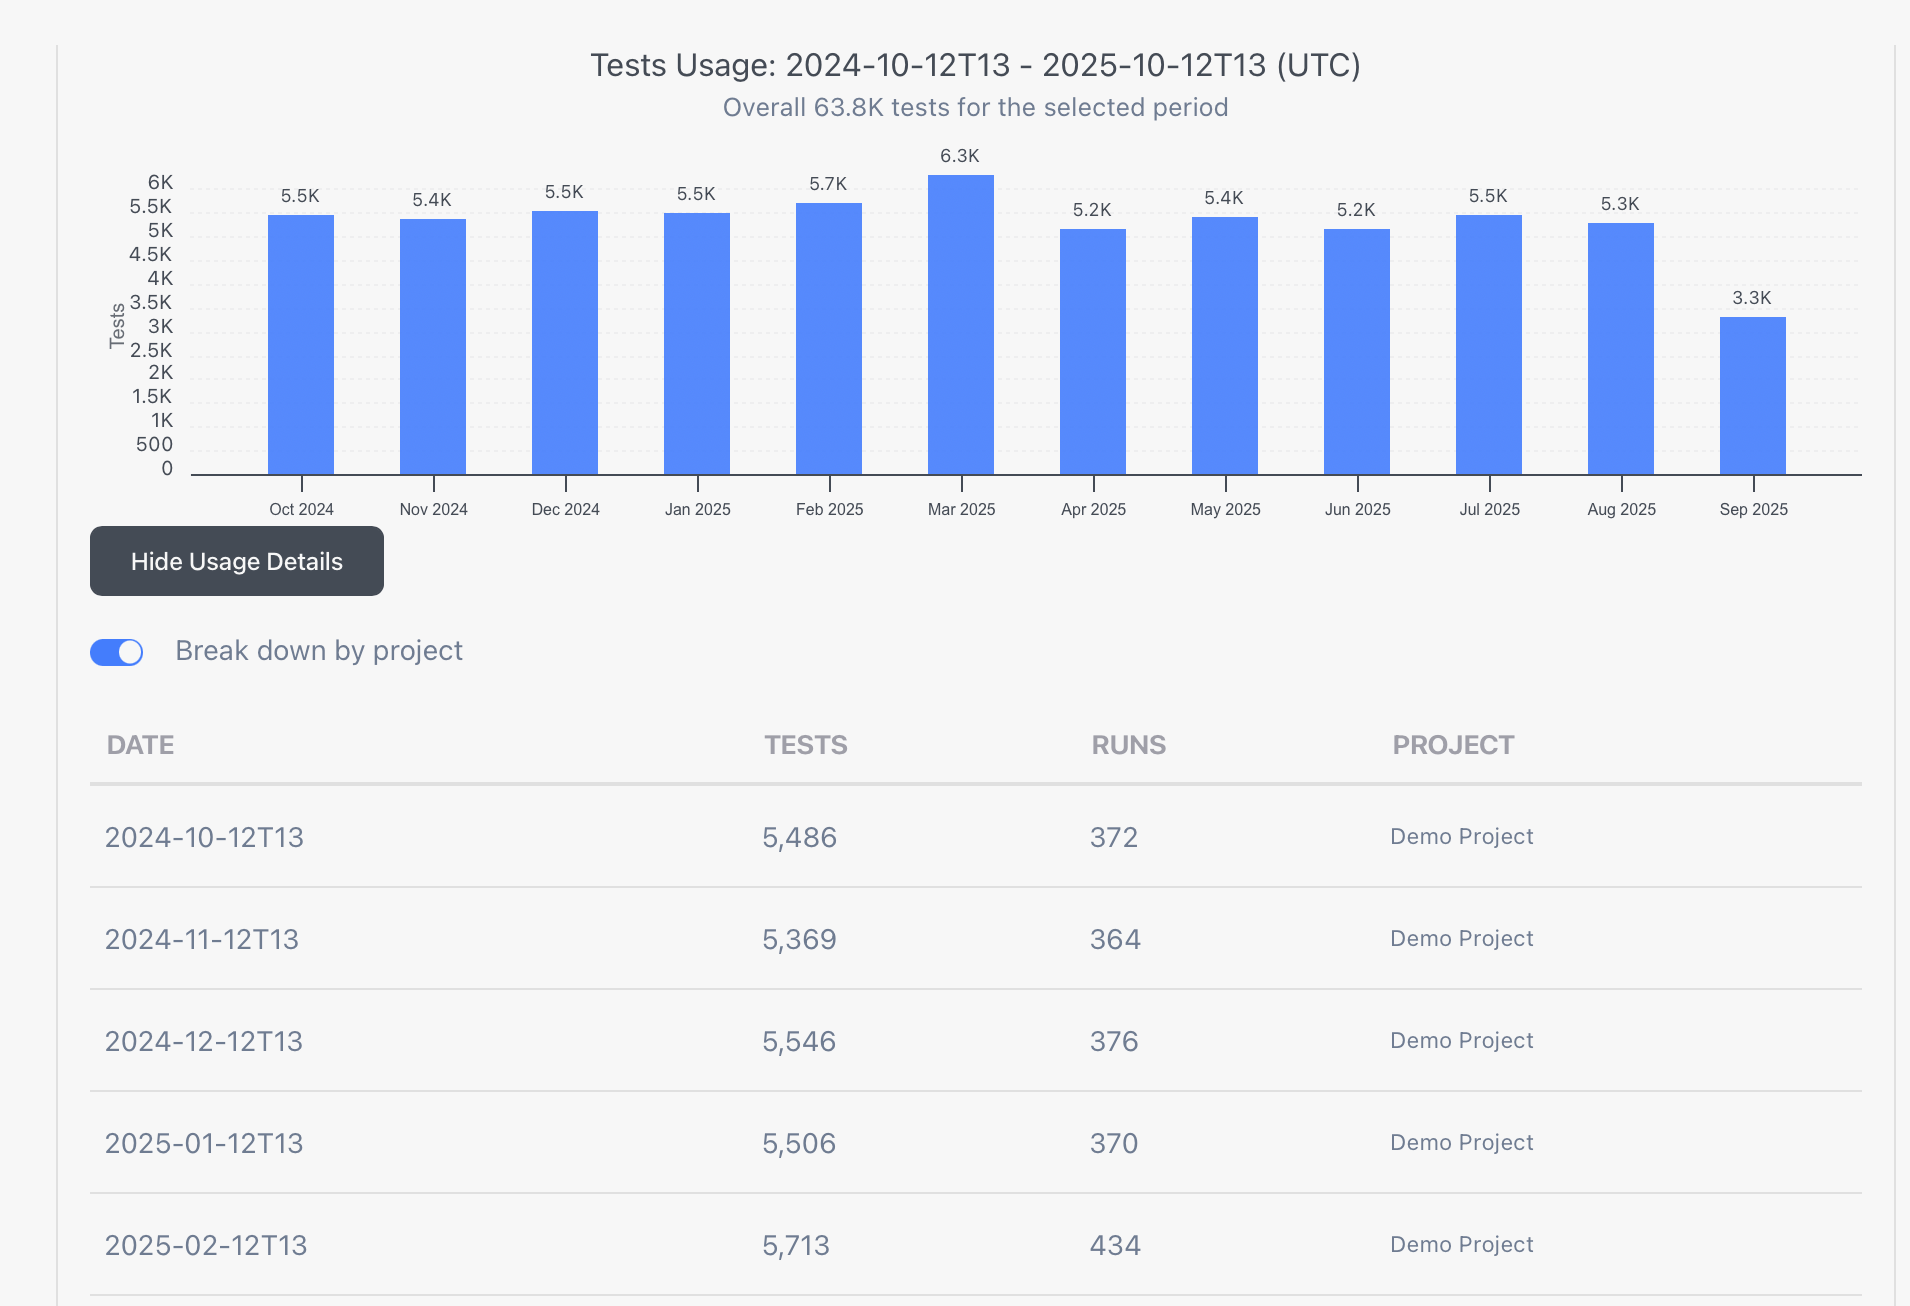 Tests Usage: 2024-10-12T13 - 2025-10-12T13 (UTC)
Overall 63.8K tests for the selected period
6K
5.5K
5K
4.5K
4K
3.5K
3K
2.5K
2K
1.5K
1K
500
0
Tests
5.5K 5.4K 5.5K 5.5K 5.7K 6.3K 5.2K 5.4K 5.2K 5.5K 5.3K 3.3K
Oct 2024 Nov 2024 Dec 2024 Jan 2025 Feb 2025 Mar 2025 Apr 2025 May 2025 Jun 2025 Jul 2025 Aug 2025 Sep 2025
Hide Usage Details
Break down by project
DATE TESTS RUNS PROJECT
2024-10-12T13 5,486 372 Demo Project
2024-11-12T13 5,369 364 Demo Project
2024-12-12T13 5,546 376 Demo Project
2025-01-12T13 5,506 370 Demo Project
2025-02-12T13 5,713 434 Demo Project